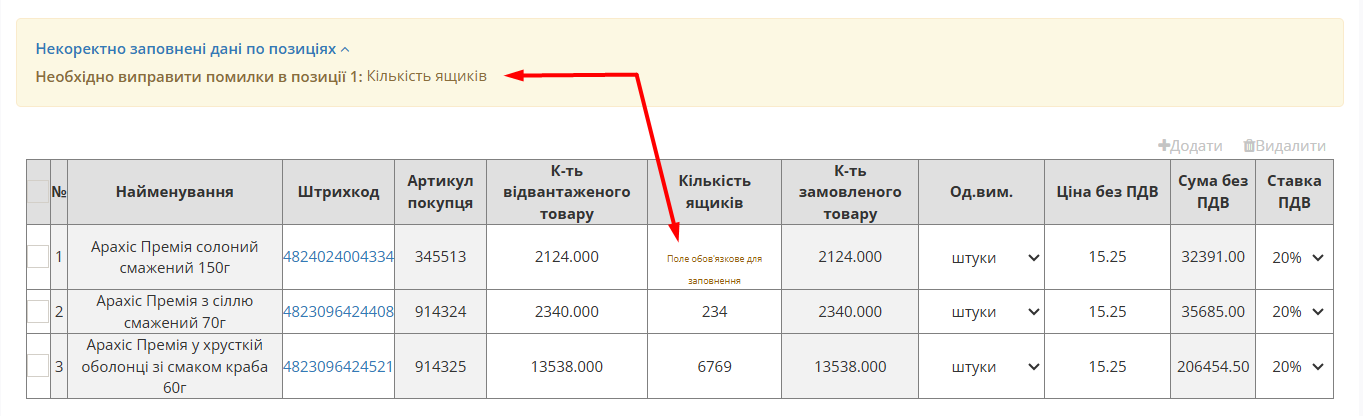 Некоректно заповнені дані по позиціях
Необхідно виправити помилки в позиції 1: Кількість ящиків
Додати Видалити
№ Найменування Штрихкод Артикул покупця К-ть відвантаженого товару Кількість ящиків К-ть замовленого товару Од.вим. Ціна без ПДВ Сума без ПДВ Ставка ПДВ
1 Арахіс Премія солоний смажений 150г 4824024004334 345513 2124.000 Поле обов'язкове для заповнення 2124.000 штуки 15.25 32391.00 20%
2 Арахіс Премія з сіллю смажений 70г 4823096424408 914324 2340.000 234 2340.000 штуки 15.25 35685.00 20%
3 Арахіс Премія у хрусткій оболонці зі смаком краба 60г 4823096424521 914325 13538.000 6769 13538.000 штуки 15.25 206454.50 20%